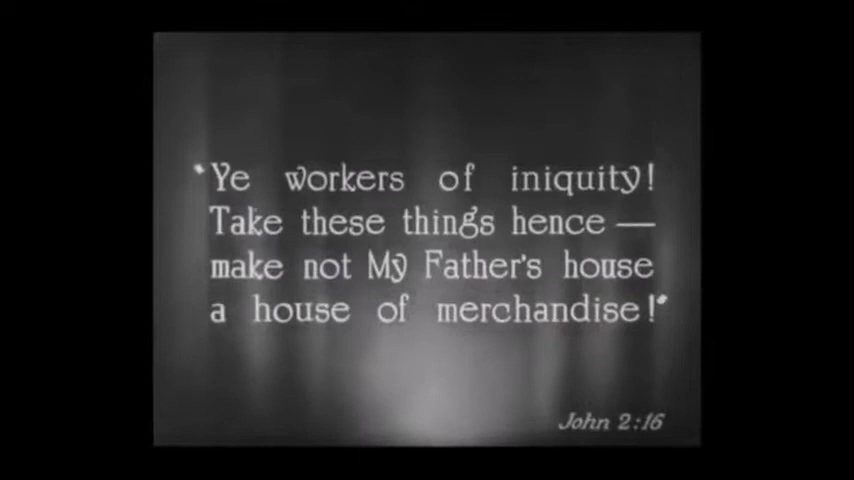 "Ye workers of iniquity!
Take these things hence —
make not My Father's house
a house of merchandise!"
John 2:16